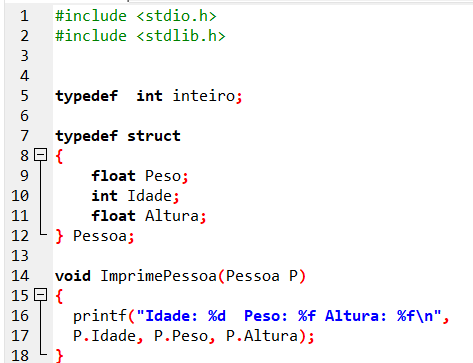 1 #include <stdio.h>
2 #include <stdlib.h>
3
4
5 typedef  int inteiro;
6
7 typedef struct
8 {
9     float Peso;
10     int Idade;
11     float Altura;
12 } Pessoa;
13
14 void ImprimePessoa(Pessoa P)
15 {
16   printf("Idade: %d  Peso: %f Altura: %f\n",
17   P.Idade, P.Peso, P.Altura);
18 }